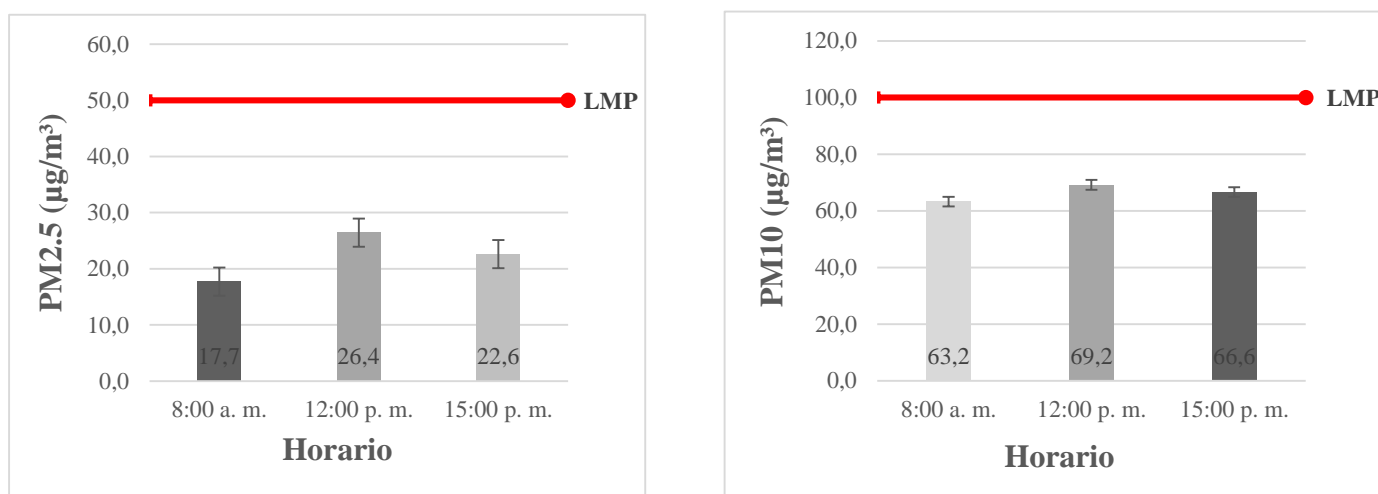 60,0
50,0
40,0
30,0
20,0
10,0
0,0
PM2.5 (µg/m³)
LMP
17,7 26,4 22,6
8:00 a. m. 12:00 p. m. 15:00 p. m.
Horario
120,0
100,0
80,0
60,0
40,0
20,0
0,0
PM10 (µg/m³)
LMP
63,2 69,2 66,6
8:00 a. m. 12:00 p. m. 15:00 p. m.
Horario